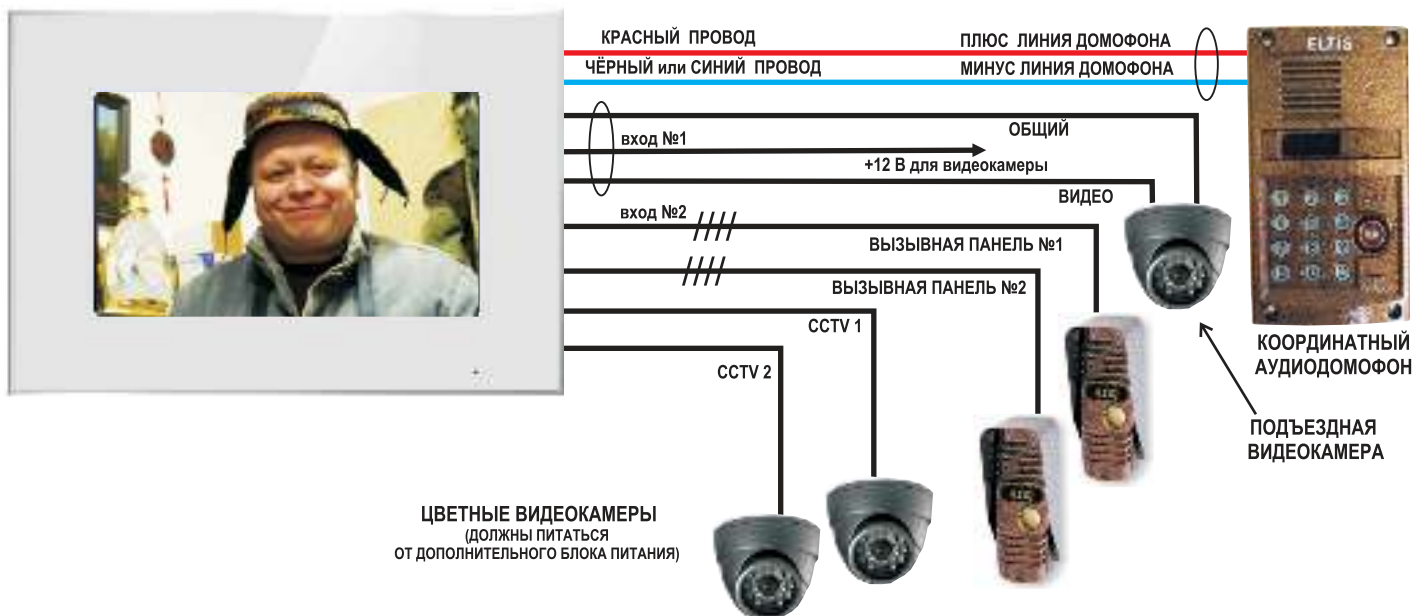 КРАСНЫЙ ПРОВОД
ПЛЮС ЛИНИЯ ДОМОФОНА
ЧЁРНЫЙ или СИНИЙ ПРОВОД
МИНУС ЛИНИЯ ДОМОФОНА
ELTIS
ОБЩИЙ
вход №1
+12 В для видеокамеры
ВИДЕО
вход №2
ВЫЗЫВНАЯ ПАНЕЛЬ №1
ВЫЗЫВНАЯ ПАНЕЛЬ №2
CCTV 1
CCTV 2
КООРДИНАТНЫЙ
АУДИОДОМОФОН
ПОДЪЕЗДНАЯ
ВИДЕОКАМЕРА
ЦВЕТНЫЕ ВИДЕОКАМЕРЫ
(ДОЛЖНЫ ПИТАТЬСЯ
ОТ ДОПОЛНИТЕЛЬНОГО БЛОКА ПИТАНИЯ)